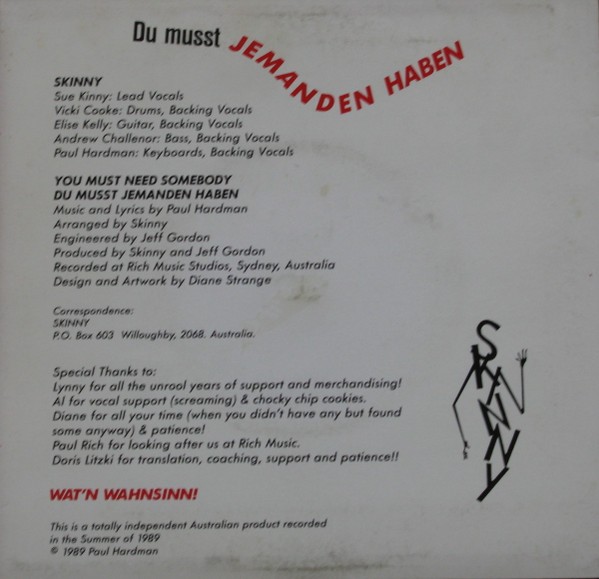 Du musst JEMANDEN HABEN
SKINNY
Sue Kinny: Lead Vocals
Vicki Cooke: Drums, Backing Vocals
Elise Kelly: Guitar, Backing Vocals
Andrew Challenor: Bass, Backing Vocals
Paul Hardman: Keyboards, Backing Vocals
YOU MUST NEED SOMEBODY
DU MUSST JEMANDEN HABEN
Music and Lyrics by Paul Hardman
Arranged by Skinny
Engineered by Jeff Gordon
Produced by Skinny and Jeff Gordon
Recorded at Rich Music Studios, Sydney, Australia
Design and Artwork by Diane Strange
Correspondence:
SKINNY
P.O. Box 603 Willoughby, 2068. Australia.
Special Thanks to:
Lynny for all the unrool years of support and merchandising!
Al for vocal support (screaming) & chocky chip cookies.
Diane for all your time (when you didn't have any but found
some anyway) & patience!
Paul Rich for looking after us at Rich Music.
Doris Litzki for translation, coaching, support and patience!!
WAT'N WAHNSINN!
This is a totally independent Australian product recorded
in the Summer of 1989
© 1989 Paul Hardman
SKINNY